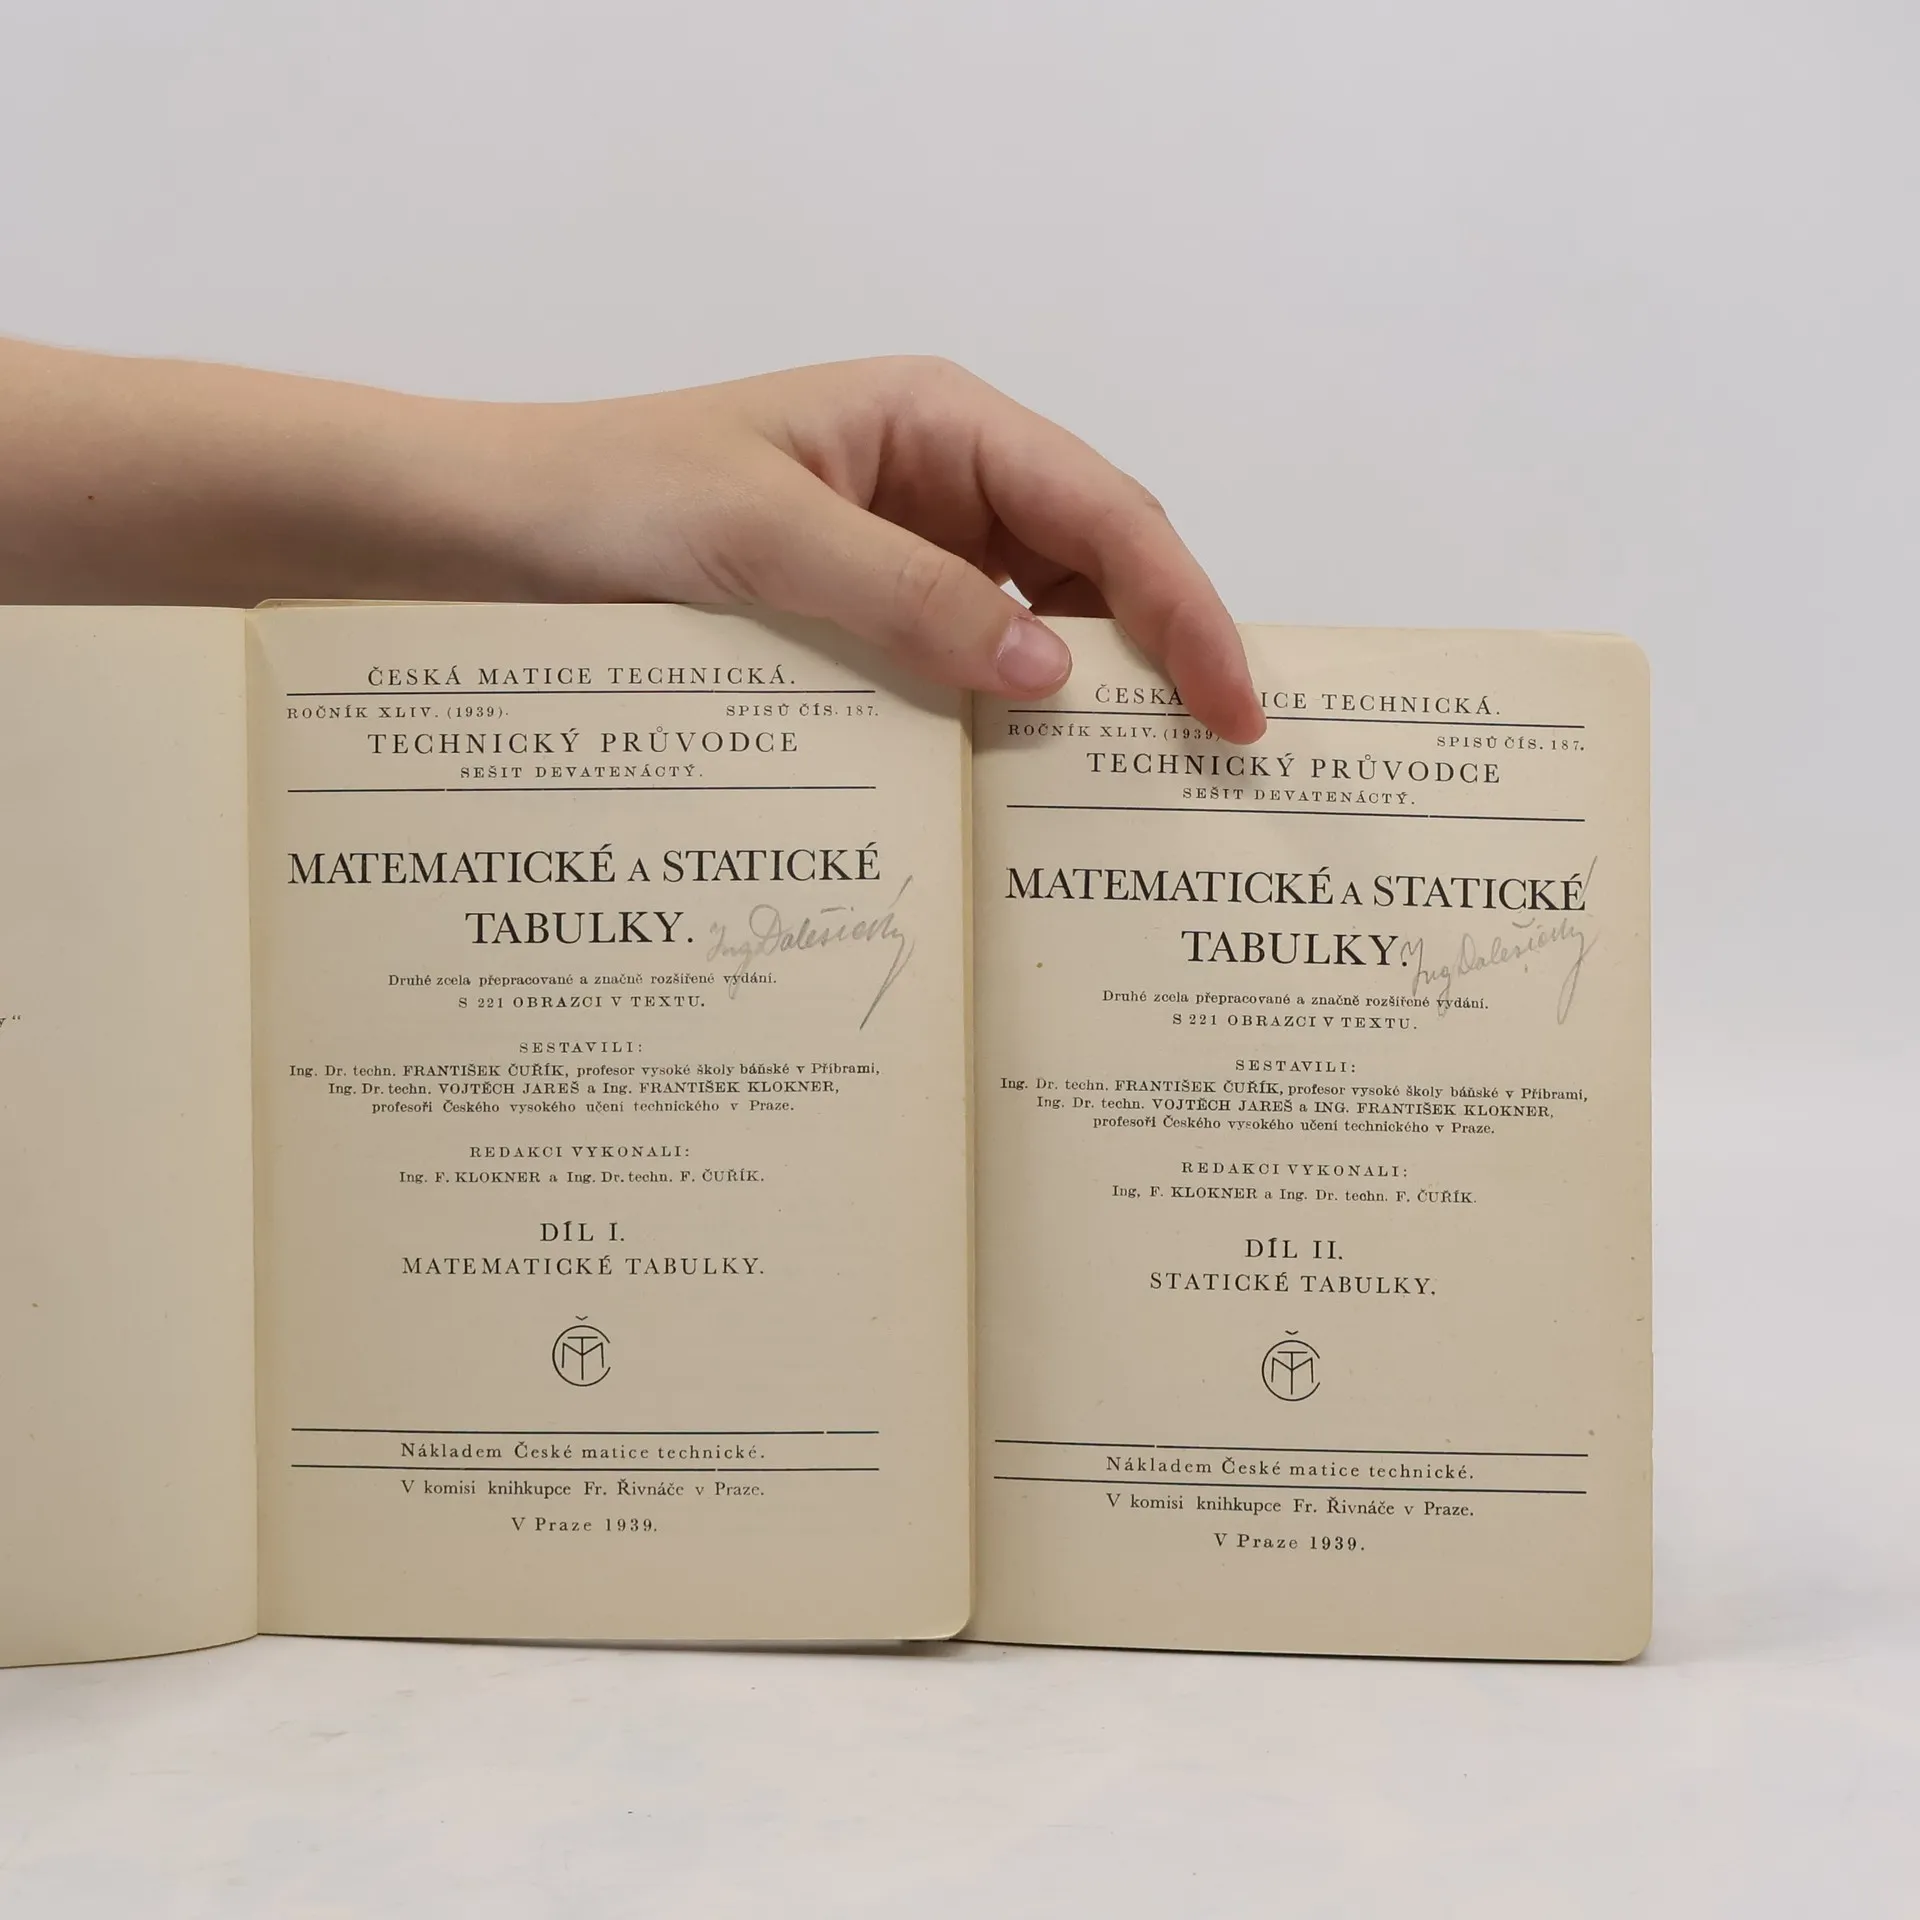 y “
ČESKÁ MATICE TECHNICKÁ.
ROČNÍK XLIV. (1939). SPISŮ ČÍS. 187.
TECHNICKÝ PRŮVODCE
SEŠIT DEVATENÁCTÝ.
MATEMATICKÉ A STATICKÉ
TABULKY.
Ing Dalešický
Druhé zcela přepracované a značně rozšířené vydání.
S 221 OBRAZCI V TEXTU.
SESTAVILI:
Ing. Dr. techn. FRANTIŠEK ČUŘÍK, profesor vysoké školy báňské v Příbrami,
Ing. Dr. techn. VOJTĚCH JAREŠ a Ing. FRANTIŠEK KLOKNER,
profesoři Českého vysokého učení technického v Praze.
REDAKCI VYKONALI:
Ing. F. KLOKNER a Ing. Dr. techn. F. ČUŘÍK.
DÍL I.
MATEMATICKÉ TABULKY.
ČMT
Nákladem České matice technické.
V komisi knihkupce Fr. Řivnáče v Praze.
V Praze 1939.
ČESKÁ ICE TECHNICKÁ.
ROČNÍK XLIV. (1939) SPISŮ ČÍS. 187.
TECHNICKÝ PRŮVODCE
SEŠIT DEVATENÁCTÝ.
MATEMATICKÉ A STATICKÉ
TABULKY.
Ing Dalešický
Druhé zcela přepracované a značně rozšířené vydání.
S 221 OBRAZCI V TEXTU.
SESTAVILI:
Ing. Dr. techn. FRANTIŠEK ČUŘÍK, profesor vysoké školy báňské v Příbrami,
Ing. Dr. techn. VOJTĚCH JAREŠ a ING. FRANTIŠEK KLOKNER,
profesoři Českého vysokého učení technického v Praze.
REDAKCI VYKONALI:
Ing, F. KLOKNER a Ing. Dr. techn. F. ČUŘÍK.
DÍL II.
STATICKÉ TABULKY.
ČMT
Nákladem České matice technické.
V komisi knihkupce Fr. Řivnáče v Praze.
V Praze 1939.